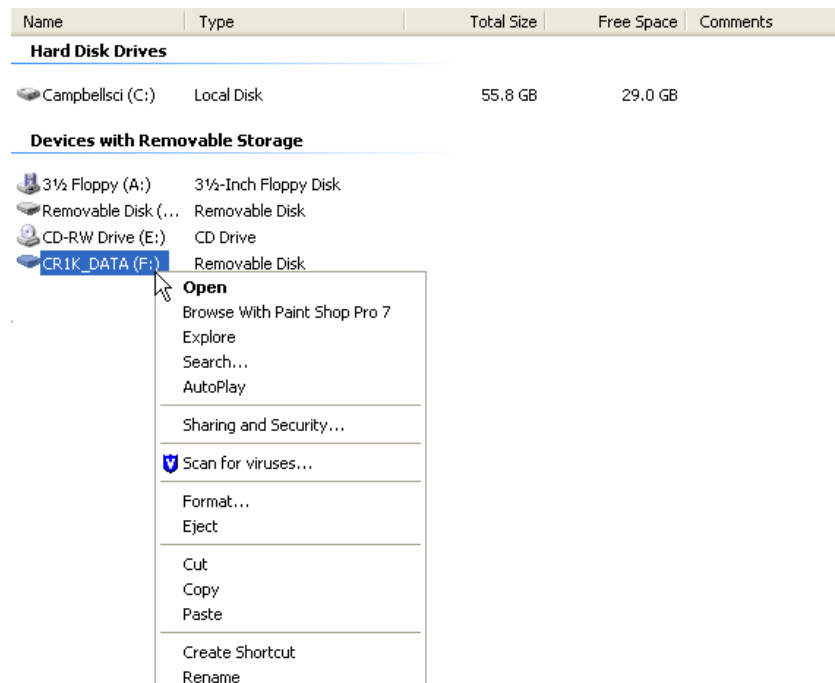 Name Type Total Size Free Space Comments
Hard Disk Drives
Campbellsci (C:) Local Disk 55.8 GB 29.0 GB
Devices with Removable Storage
3½ Floppy (A:) 3½-Inch Floppy Disk
Removable Disk (... Removable Disk
CD-RW Drive (E:) CD Drive
CR1K_DATA (F:) Removable Disk
Open
Browse With Paint Shop Pro 7
Explore
Search...
AutoPlay
Sharing and Security...
Scan for viruses...
Format...
Eject
Cut
Copy
Paste
Create Shortcut
Rename